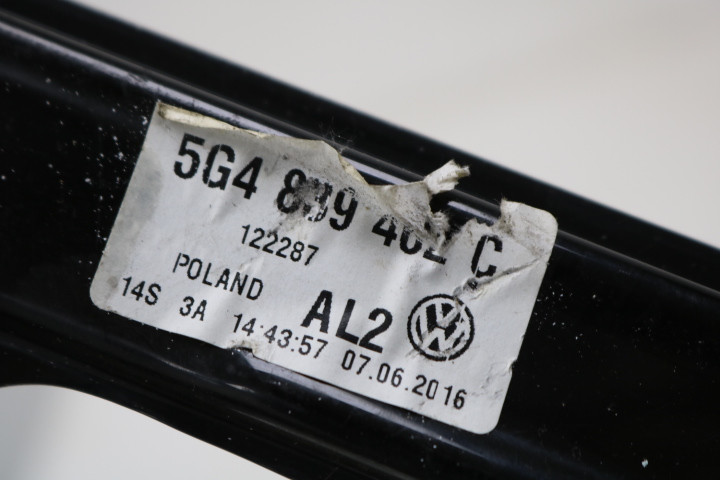 5G4 C
122287
POLAND AL2
14S 3A 14:43:57 07.06.2016